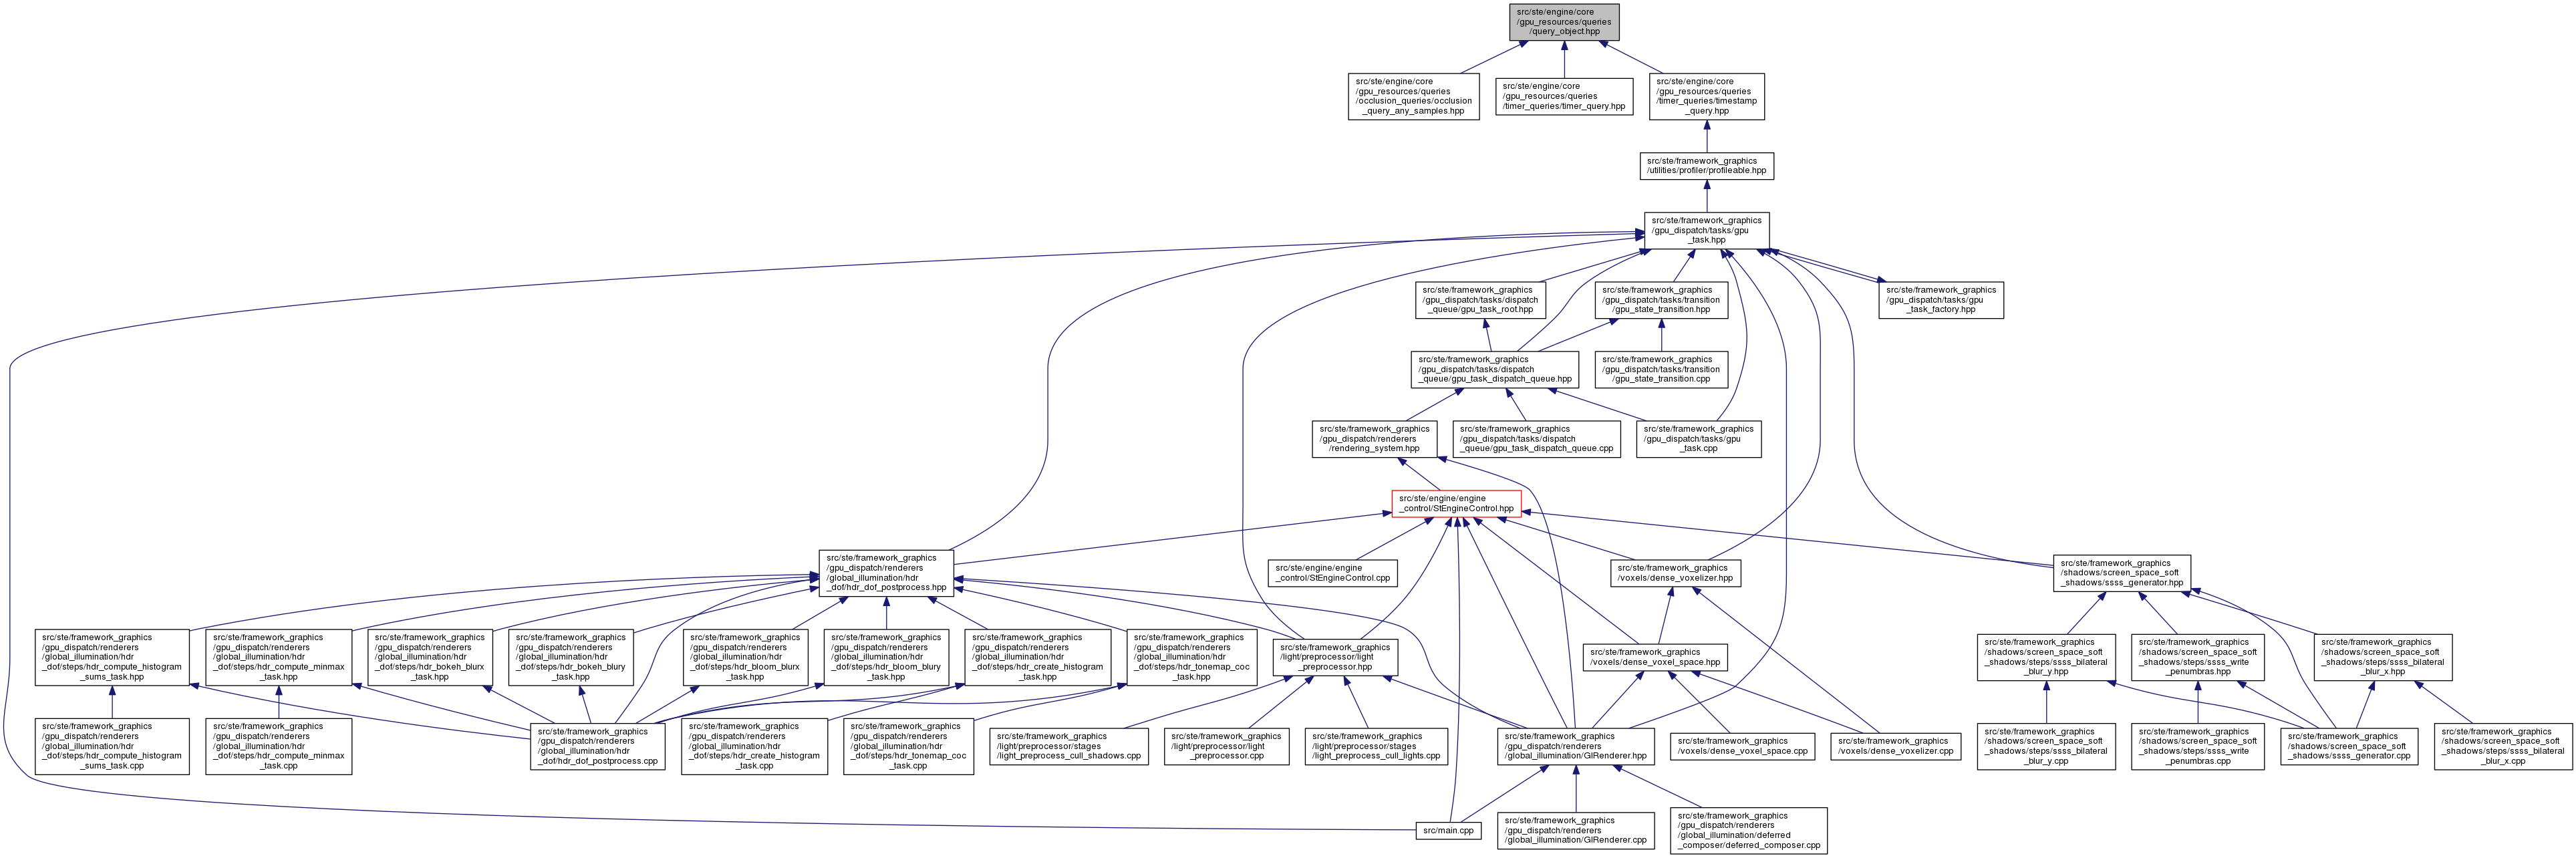 src/ste/engine/core
/gpu_resources/queries
/query_object.hpp
src/ste/engine/core
/gpu_resources/queries
/occlusion_queries/occlusion
_query_any_samples.hpp
src/ste/engine/core
/gpu_resources/queries
/timer_queries/timer_query.hpp
src/ste/engine/core
/gpu_resources/queries
/timer_queries/timestamp
_query.hpp
src/ste/framework_graphics
/utilities/profiler/profileable.hpp
src/ste/framework_graphics
/gpu_dispatch/tasks/gpu
_task.hpp
src/ste/framework_graphics
/gpu_dispatch/tasks/dispatch
_queue/gpu_task_root.hpp
src/ste/framework_graphics
/gpu_dispatch/tasks/transition
/gpu_state_transition.hpp
src/ste/framework_graphics
/gpu_dispatch/tasks/gpu
_task_factory.hpp
src/ste/framework_graphics
/gpu_dispatch/tasks/dispatch
_queue/gpu_task_dispatch_queue.hpp
src/ste/framework_graphics
/gpu_dispatch/tasks/transition
/gpu_state_transition.cpp
src/ste/framework_graphics
/gpu_dispatch/renderers
/rendering_system.hpp
src/ste/framework_graphics
/gpu_dispatch/tasks/dispatch
_queue/gpu_task_dispatch_queue.cpp
src/ste/framework_graphics
/gpu_dispatch/tasks/gpu
_task.cpp
src/ste/engine/engine
_control/StEngineControl.hpp
src/ste/framework_graphics
/gpu_dispatch/renderers
/global_illumination/hdr
_dof/hdr_dof_postprocess.hpp
src/ste/engine/engine
_control/StEngineControl.cpp
src/ste/framework_graphics
/voxels/dense_voxelizer.hpp
src/ste/framework_graphics
/shadows/screen_space_soft
_shadows/ssss_generator.hpp
src/ste/framework_graphics
/gpu_dispatch/renderers
/global_illumination/hdr
_dof/steps/hdr_compute_histogram
_sums_task.hpp
src/ste/framework_graphics
/gpu_dispatch/renderers
/global_illumination/hdr
_dof/steps/hdr_compute_minmax
_task.hpp
src/ste/framework_graphics
/gpu_dispatch/renderers
/global_illumination/hdr
_dof/steps/hdr_bokeh_blurx
_task.hpp
src/ste/framework_graphics
/gpu_dispatch/renderers
/global_illumination/hdr
_dof/steps/hdr_bokeh_blury
_task.hpp
src/ste/framework_graphics
/gpu_dispatch/renderers
/global_illumination/hdr
_dof/steps/hdr_bloom_blurx
_task.hpp
src/ste/framework_graphics
/gpu_dispatch/renderers
/global_illumination/hdr
_dof/steps/hdr_bloom_blury
_task.hpp
src/ste/framework_graphics
/gpu_dispatch/renderers
/global_illumination/hdr
_dof/steps/hdr_create_histogram
_task.hpp
src/ste/framework_graphics
/gpu_dispatch/renderers
/global_illumination/hdr
_dof/steps/hdr_tonemap_coc
_task.hpp
src/ste/framework_graphics
/light/preprocessor/light
_preprocessor.hpp
src/ste/framework_graphics
/voxels/dense_voxel_space.hpp
src/ste/framework_graphics
/shadows/screen_space_soft
_shadows/steps/ssss_bilateral
_blur_y.hpp
src/ste/framework_graphics
/shadows/screen_space_soft
_shadows/steps/ssss_write
_penumbras.hpp
src/ste/framework_graphics
/shadows/screen_space_soft
_shadows/steps/ssss_bilateral
_blur_x.hpp
src/ste/framework_graphics
/gpu_dispatch/renderers
/global_illumination/hdr
_dof/steps/hdr_compute_histogram
_sums_task.cpp
src/ste/framework_graphics
/gpu_dispatch/renderers
/global_illumination/hdr
_dof/steps/hdr_compute_minmax
_task.cpp
src/ste/framework_graphics
/gpu_dispatch/renderers
/global_illumination/hdr
_dof/hdr_dof_postprocess.cpp
src/ste/framework_graphics
/gpu_dispatch/renderers
/global_illumination/hdr
_dof/steps/hdr_create_histogram
_task.cpp
src/ste/framework_graphics
/gpu_dispatch/renderers
/global_illumination/hdr
_dof/steps/hdr_tonemap_coc
_task.cpp
src/ste/framework_graphics
/light/preprocessor/stages
/light_preprocess_cull_shadows.cpp
src/ste/framework_graphics
/light/preprocessor/light
_preprocessor.cpp
src/ste/framework_graphics
/light/preprocessor/stages
/light_preprocess_cull_lights.cpp
src/ste/framework_graphics
/gpu_dispatch/renderers
/global_illumination/GIRenderer.hpp
src/ste/framework_graphics
/voxels/dense_voxel_space.cpp
src/ste/framework_graphics
/voxels/dense_voxelizer.cpp
src/ste/framework_graphics
/shadows/screen_space_soft
_shadows/steps/ssss_bilateral
_blur_y.cpp
src/ste/framework_graphics
/shadows/screen_space_soft
_shadows/steps/ssss_write
_penumbras.cpp
src/ste/framework_graphics
/shadows/screen_space_soft
_shadows/ssss_generator.cpp
src/ste/framework_graphics
/shadows/screen_space_soft
_shadows/steps/ssss_bilateral
_blur_x.cpp
src/main.cpp
src/ste/framework_graphics
/gpu_dispatch/renderers
/global_illumination/GIRenderer.cpp
src/ste/framework_graphics
/gpu_dispatch/renderers
/global_illumination/deferred
_composer/deferred_composer.cpp